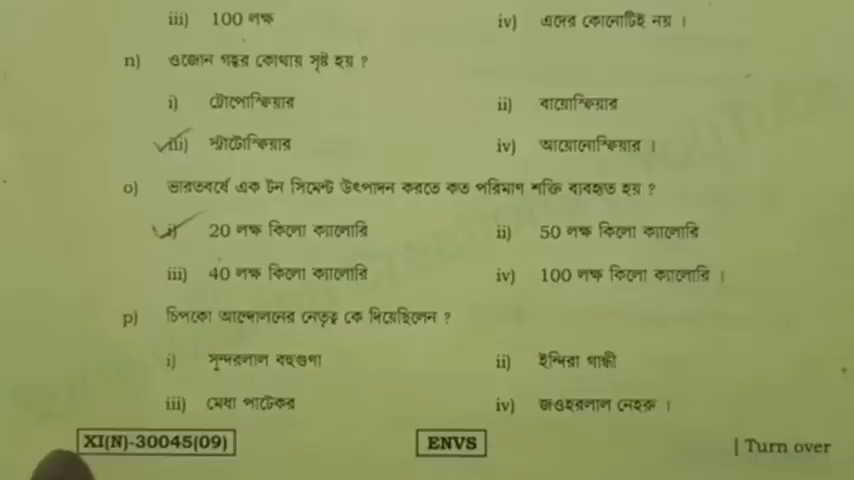 iii) 100 লক্ষ iv) এদের কোনোটিই নয় ।
n) ওজোন গহ্বর কোথায় সৃষ্ট হয় ?
i) ট্রোপোস্ফিয়ার ii) বায়োস্ফিয়ার
iii) স্ট্রাটোস্ফিয়ার iv) আয়োনোস্ফিয়ার ।
o) ভারতবর্ষে এক টন সিমেন্ট উৎপাদন করতে কত পরিমাণ শক্তি ব্যবহৃত হয় ?
i) 20 লক্ষ কিলো ক্যালোরি ii) 50 লক্ষ কিলো ক্যালোরি
iii) 40 লক্ষ কিলো ক্যালোরি iv) 100 লক্ষ কিলো ক্যালোরি ।
p) চিপকো আন্দোলনের নেতৃত্ব কে দিয়েছিলেন ?
i) সুন্দরলাল বহুগুণা ii) ইন্দিরা গান্ধী
iii) মেধা পাটেকর iv) জওহরলাল নেহরু ।
XI(N)-30045(09) ENVS [ Turn over